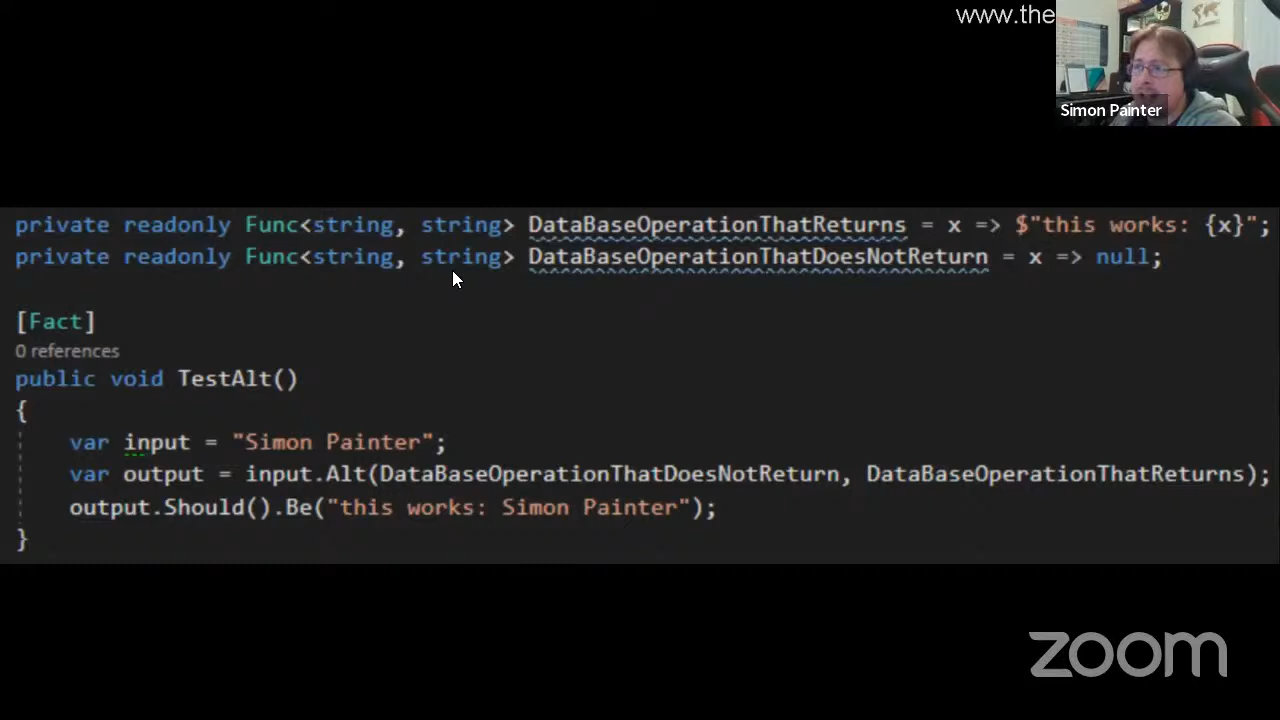 www.the
Simon Painter
private readonly Func<string, string> DataBaseOperationThatReturns = x => $"this works: {x}";
private readonly Func<string, string> DataBaseOperationThatDoesNotReturn = x => null;
[Fact]
0 references
public void TestAlt()
{
var input = "Simon Painter";
var output = input.Alt(DataBaseOperationThatDoesNotReturn, DataBaseOperationThatReturns);
output.Should().Be("this works: Simon Painter");
}
zoom